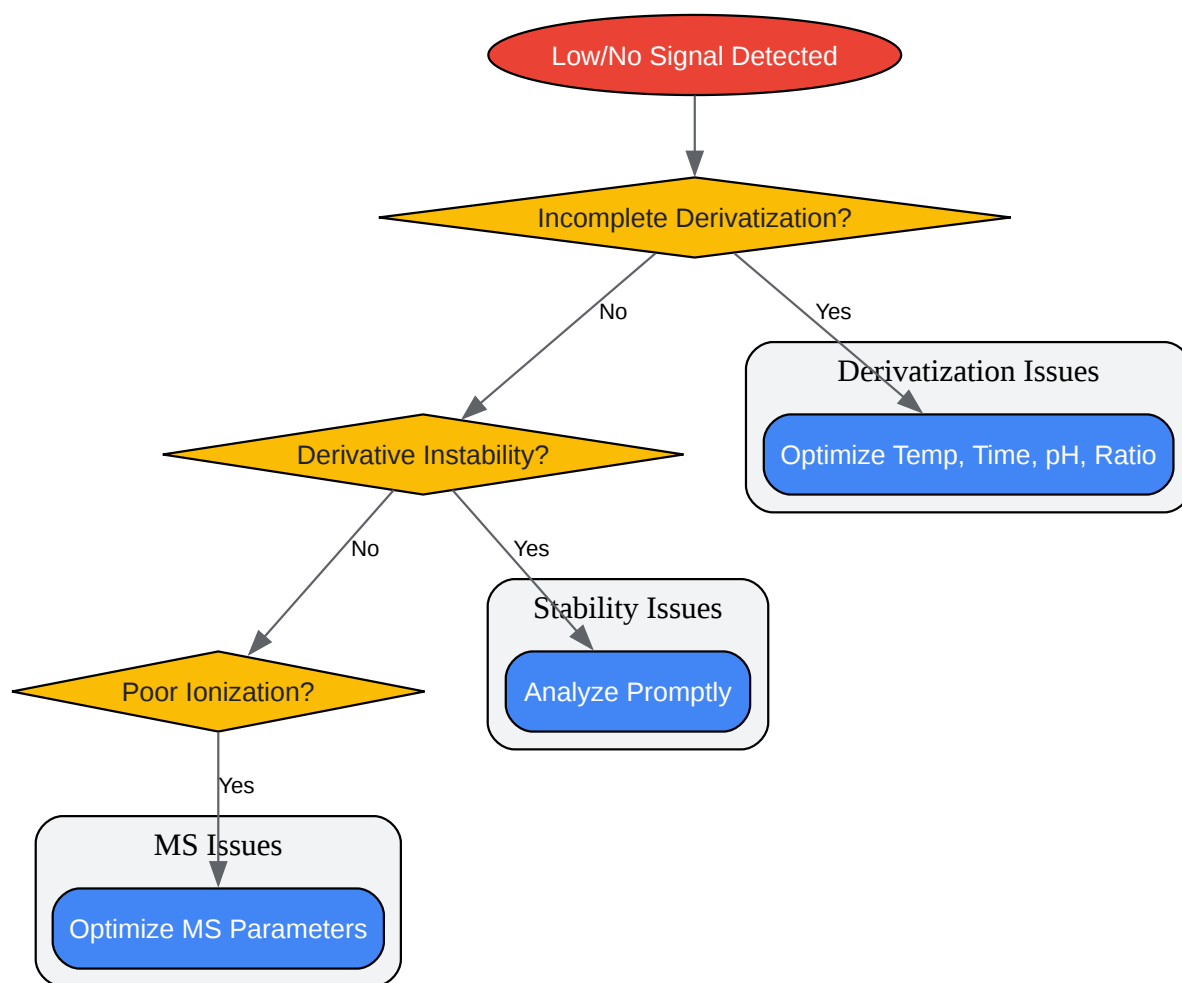 Low/No Signal Detected
Incomplete Derivatization?
No
Yes
Derivatization Issues
Derivative Instability?
Optimize Temp, Time, pH, Ratio
No
Yes
Stability Issues
Poor Ionization?
Analyze Promptly
Yes
MS Issues
Optimize MS Parameters